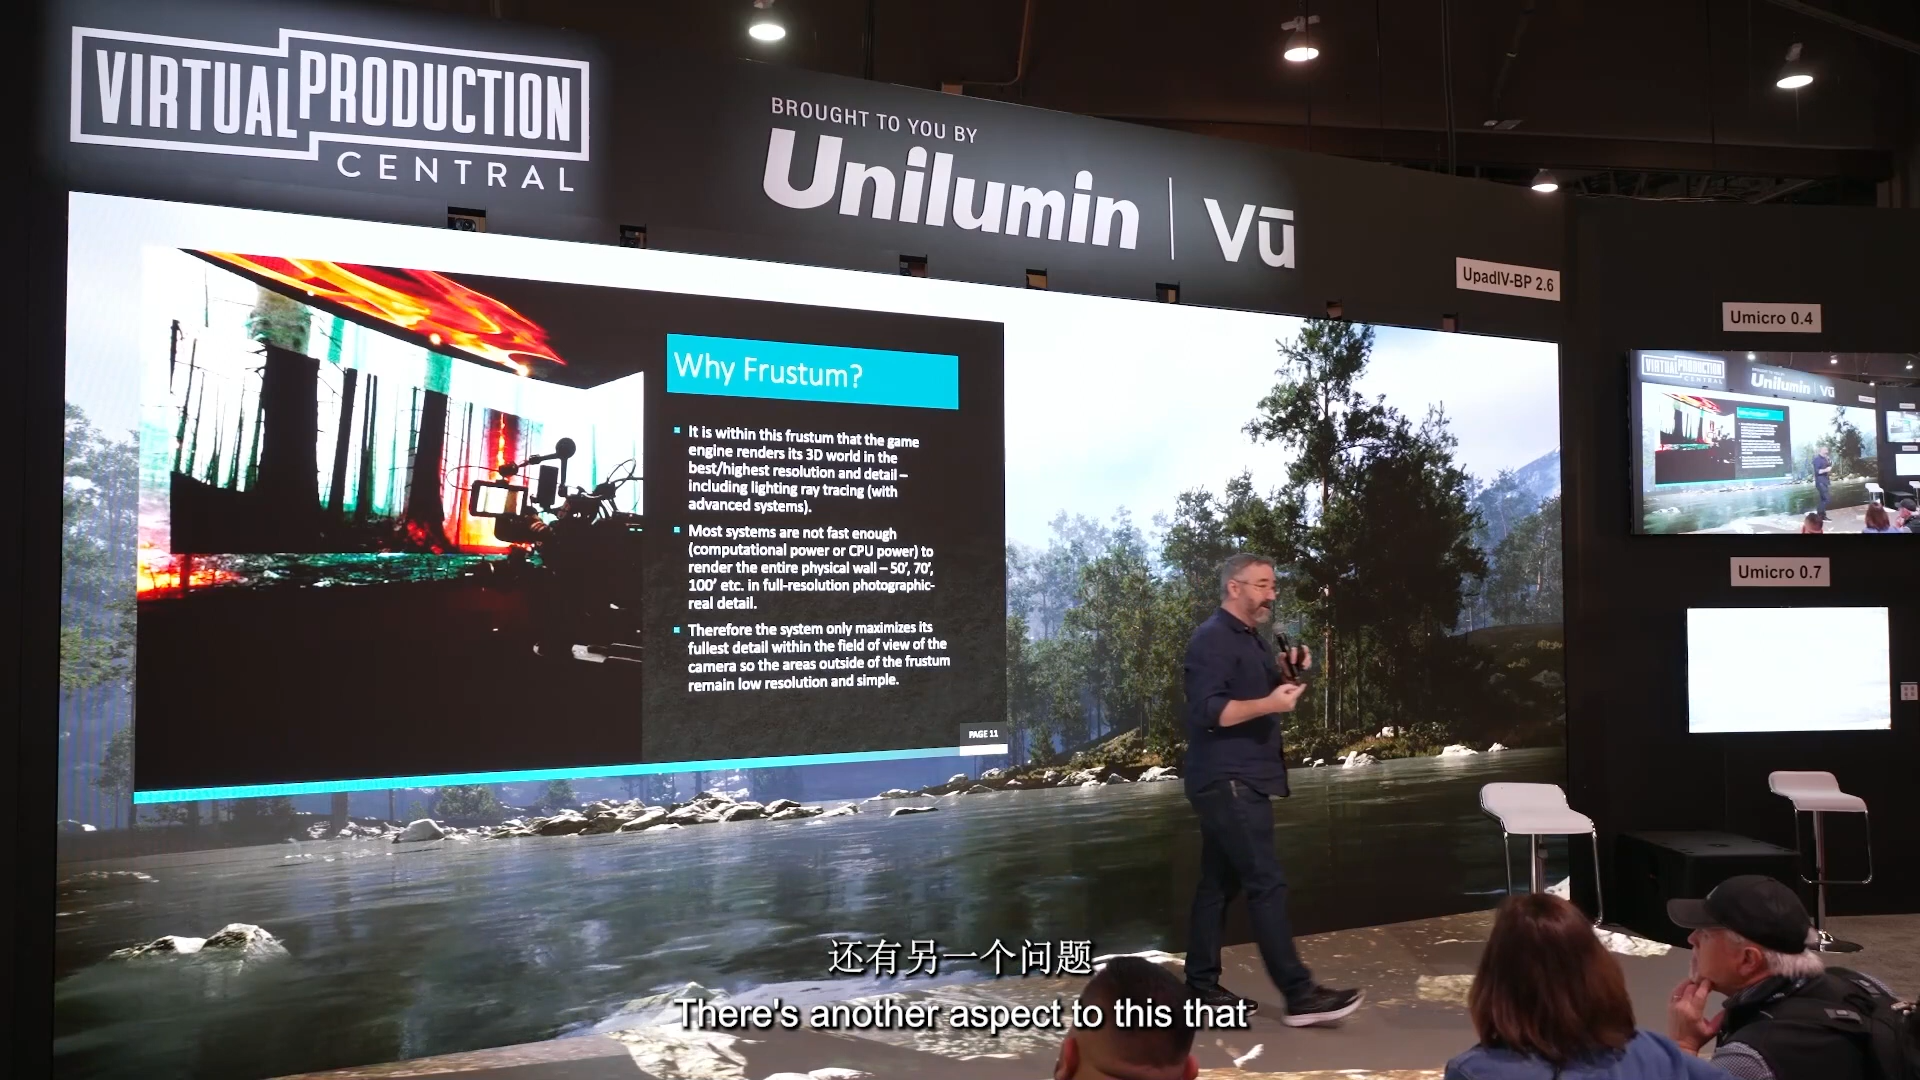 VIRTUAL PRODUCTION
CENTRAL
BROUGHT TO YOU BY
Unilumin | Vū
UpadIV-BP 2.6
Umicro 0.4
VIRTUAL PRODUCTION
CENTRAL
Unilumin | Vū
Umicro 0.7
Why Frustum?
It is within this frustum that the game
engine renders its 3D world in the
best/highest resolution and detail –
including lighting ray tracing (with
advanced systems).
Most systems are not fast enough
(computational power or CPU power) to
render the entire physical wall – 50’, 70’,
100’ etc. in full-resolution photographic-
real detail.
Therefore the system only maximizes its
fullest detail within the field of view of the
camera so the areas outside of the frustum
remain low resolution and simple.
PAGE 11
还有另一个问题
There's another aspect to this that